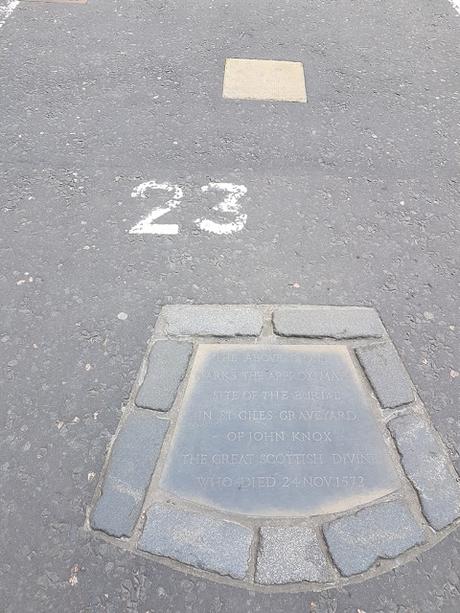 23
THE ABOVE
MARKS THE APPROXIMATE
SITE OF THE BURIAL
IN ST GILES GRAVEYARD
OF JOHN KNOX
THE GREAT SCOTTISH DIVINE
WHO DIED 24 NOV. 1572